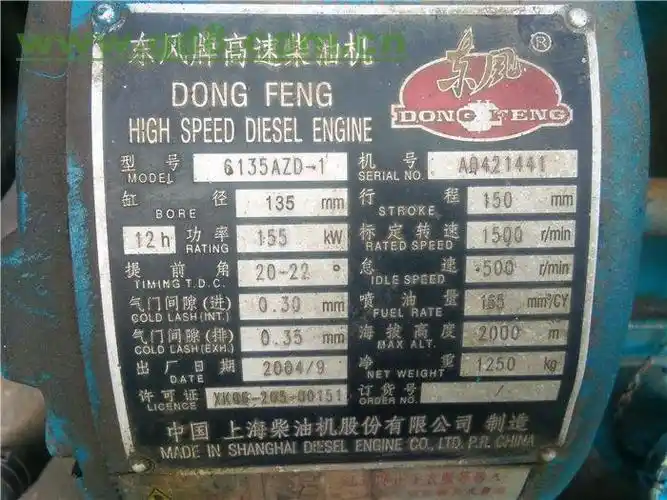 东风牌高速柴油机
东風 ®
DONG FENG
DONG FENG
HIGH SPEED DIESEL ENGINE
型号 MODEL 6135AZD-1 机号 SERIAL NO. A0421441
缸径 BORE 135 mm 行程 STROKE 150 mm
12h 功率 RATING 155 kW 标定转速 RATED SPEED 1500 r/min
提前角 TIMING T.D.C. 20-22 ° 怠速 IDLE SPEED 500 r/min
气门间隙(进) COLD LASH(INT.) 0.30 mm 喷油量 FUEL RATE 165 mm³/CY
气门间隙(排) COLD LASH(EXH.) 0.35 mm 海拔高度 MAX ALT. 2000 m
出厂日期 DATE 2004/9 净重 NET WEIGHT 1250 kg
许可证 LICENCE XK06-205-00151 订货号 ORDER NO. /
中国 上海柴油机股份有限公司 制造
MADE IN SHANGHAI DIESEL ENGINE CO., LTD. P.R. CHINA